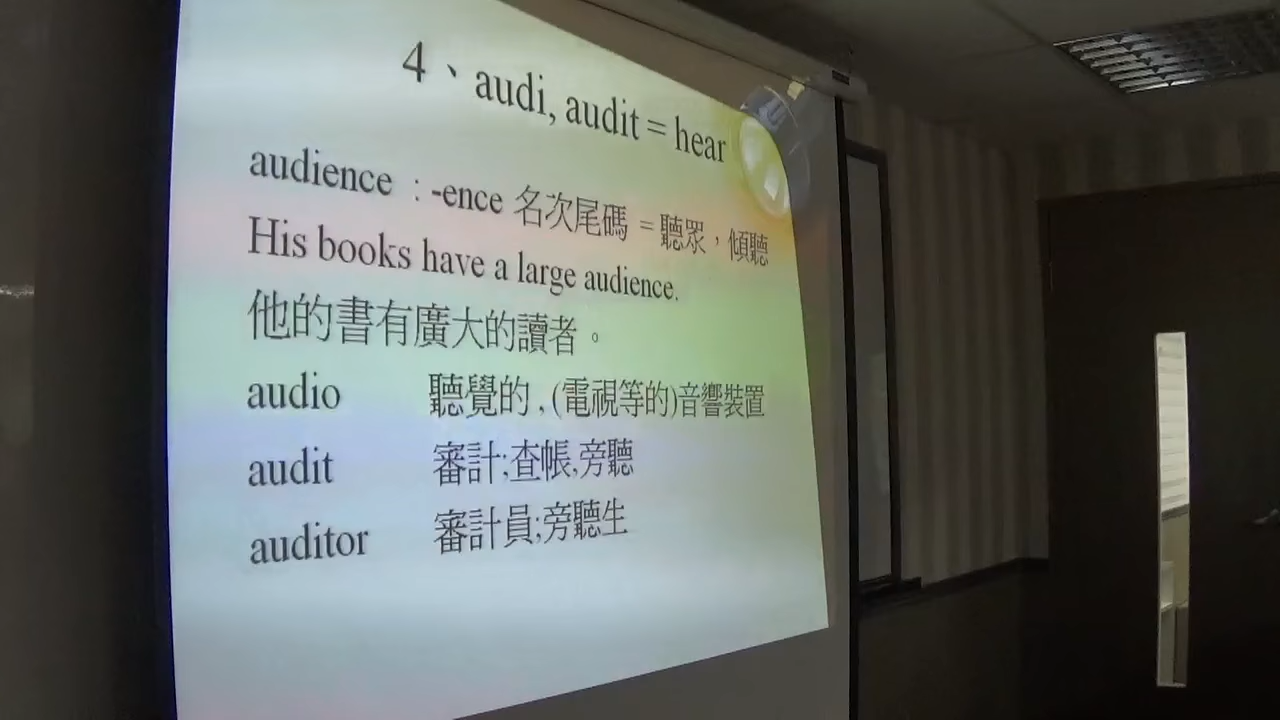 4、audi, audit = hear
audience : -ence 名次尾碼 = 聽眾，傾聽
His books have a large audience.
他的書有廣大的讀者。
audio 聽覺的 , (電視等的)音響裝置
audit 審計;查帳,旁聽
auditor 審計員;旁聽生